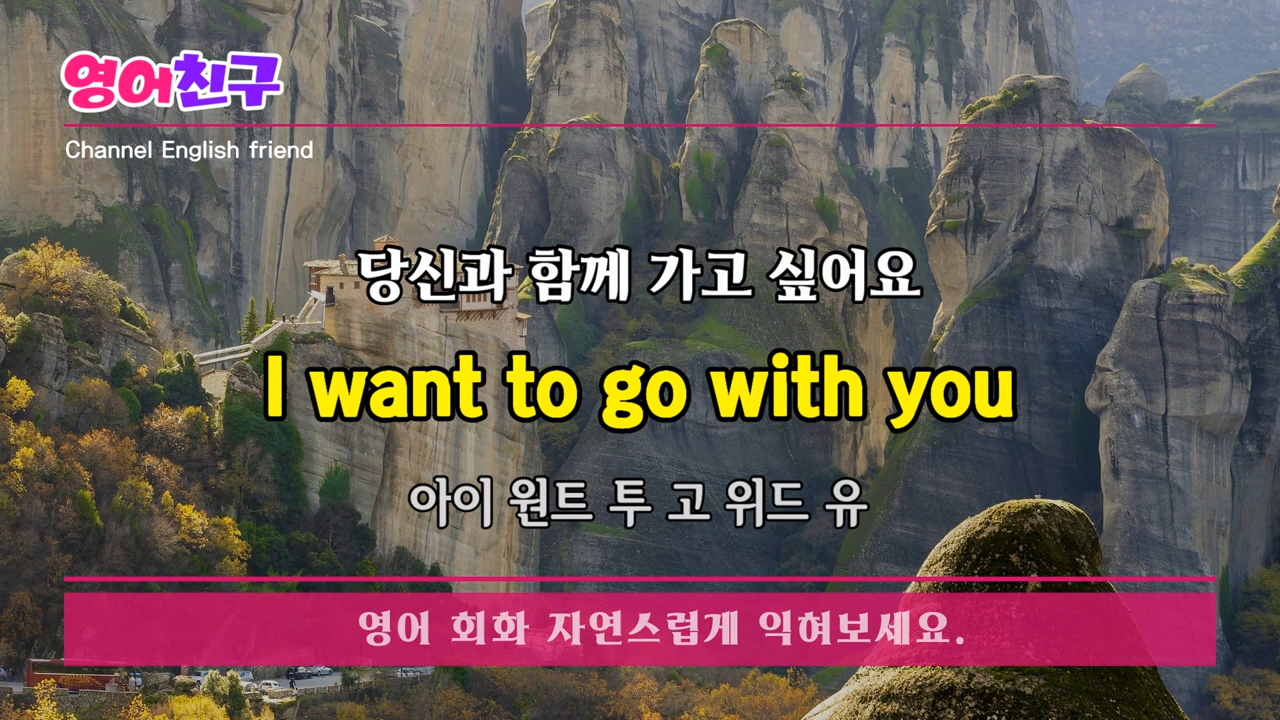 영어친구
Channel English friend
당신과 함께 가고 싶어요
I want to go with you
아이 원트 투 고 위드 유
영어 회화 자연스럽게 익혀보세요.